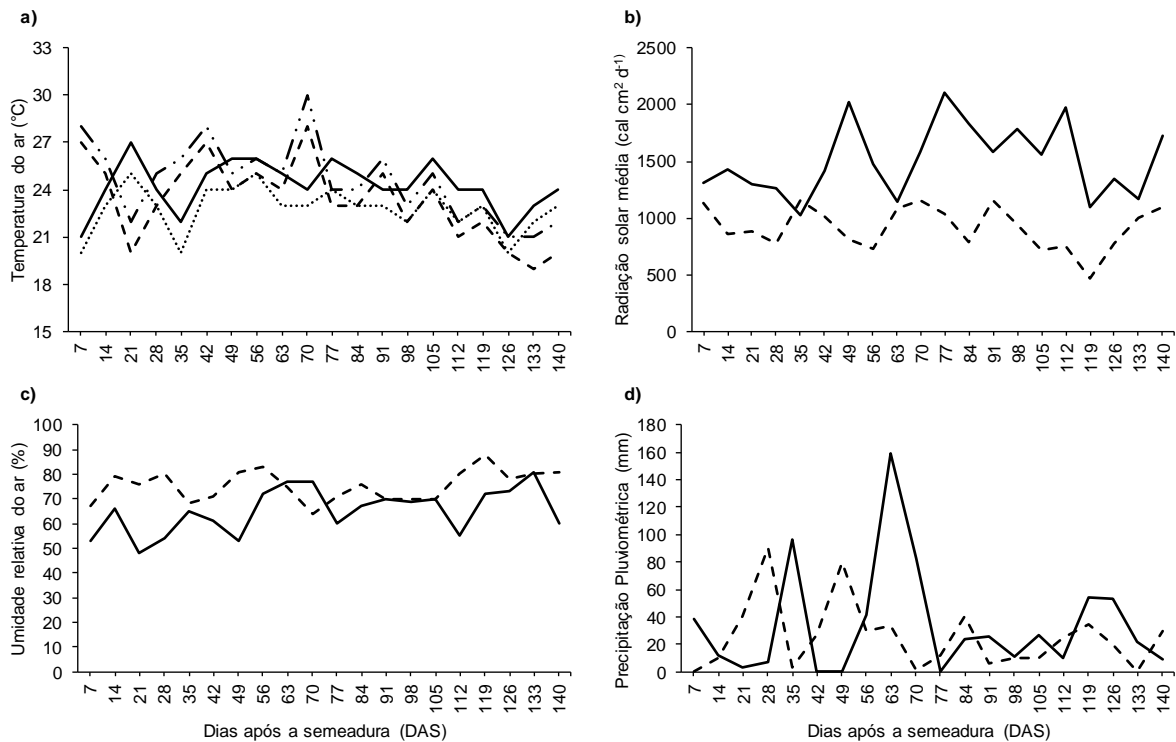 a)
Temperatura do ar (°C)
33
30
27
24
21
18
15
7 14 21 28 35 42 49 56 63 70 77 84 91 98 105 112 119 126 133 140
b)
Radiação solar média (cal cm² d⁻¹)
2500
2000
1500
1000
500
0
7 14 21 28 35 42 49 56 63 70 77 84 91 98 105 112 119 126 133 140
c)
Umidade relativa do ar (%)
100
90
80
70
60
50
40
30
20
10
0
7 14 21 28 35 42 49 56 63 70 77 84 91 98 105 112 119 126 133 140
Dias após a semeadura (DAS)
d)
Precipitação Pluviométrica (mm)
180
160
140
120
100
80
60
40
20
0
7 14 21 28 35 42 49 56 63 70 77 84 91 98 105 112 119 126 133 140
Dias após a semeadura (DAS)